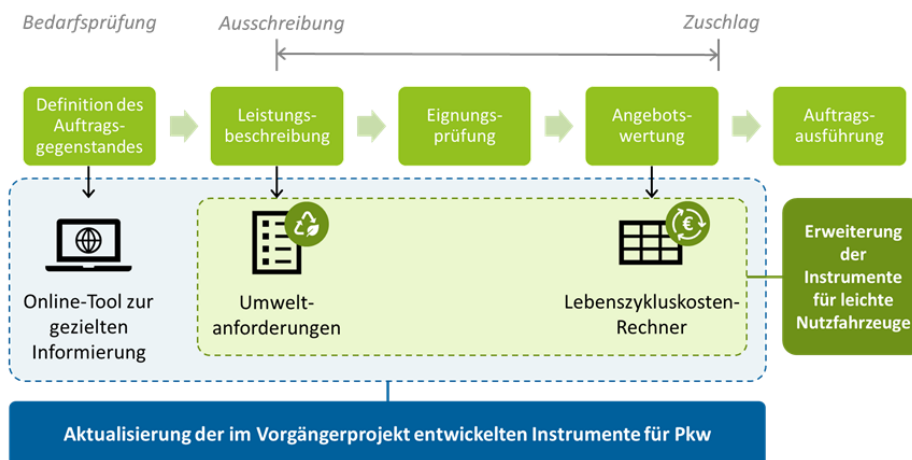 Bedarfsprüfung
Ausschreibung
Zuschlag
Definition des
Auftrags-
gegenstandes
Leistungs-
beschreibung
Eignungs-
prüfung
Angebots-
wertung
Auftrags-
ausführung
Online-Tool zur
gezielten
Informierung
Umwelt-
anforderungen
€
Lebenszykluskosten-
Rechner
Erweiterung
der
Instrumente
für leichte
Nutzfahrzeuge
Aktualisierung der im Vorgängerprojekt entwickelten Instrumente für Pkw